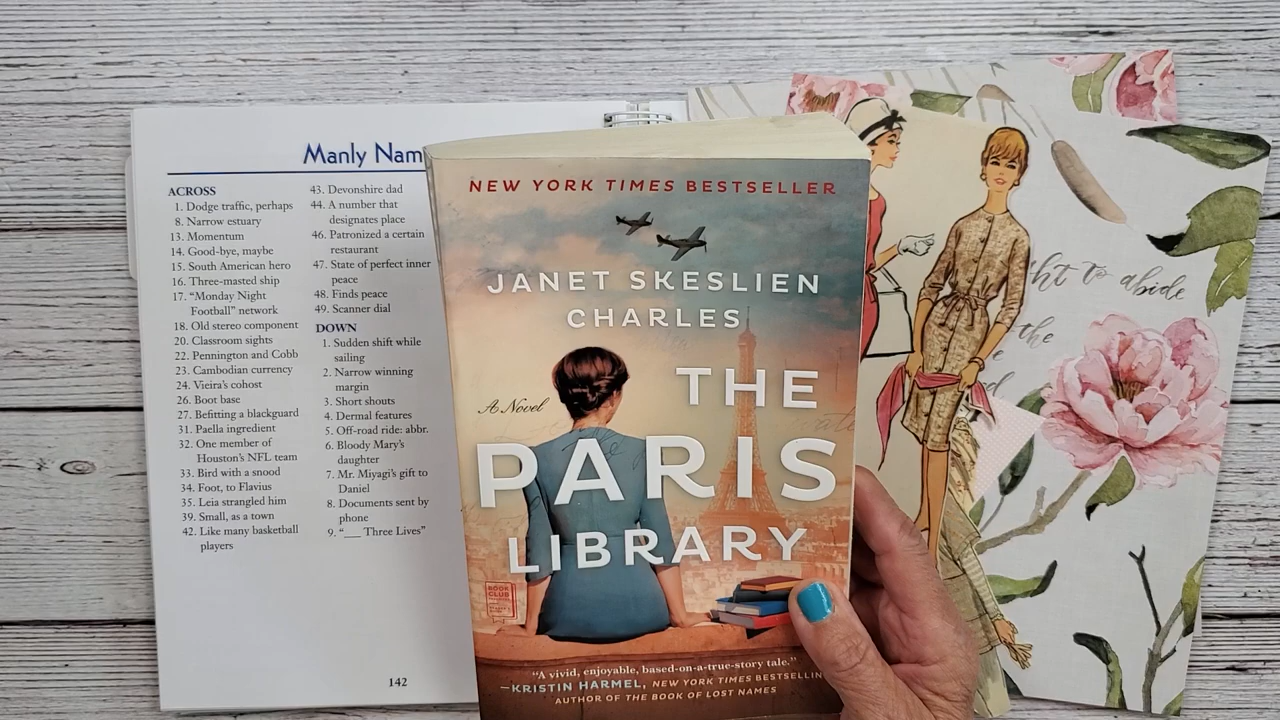 Manly Nam
ACROSS
1. Dodge traffic, perhaps
8. Narrow estuary
13. Momentum
14. Good-bye, maybe
15. South American hero
16. Three-masted ship
17. “Monday Night
Football” network
18. Old stereo component
20. Classroom sights
22. Pennington and Cobb
23. Cambodian currency
24. Vieira’s cohost
26. Boot base
27. Befitting a blackguard
31. Paella ingredient
32. One member of
Houston’s NFL team
33. Bird with a snood
34. Foot, to Flavius
35. Leia strangled him
39. Small, as a town
42. Like many basketball
players
43. Devonshire dad
44. A number that
designates place
46. Patronized a certain
restaurant
47. State of perfect inner
peace
48. Finds peace
49. Scanner dial
DOWN
1. Sudden shift while
sailing
2. Narrow winning
margin
3. Short shouts
4. Dermal features
5. Off-road ride: abbr.
6. Bloody Mary’s
daughter
7. Mr. Miyagi’s gift to
Daniel
8. Documents sent by
phone
9. “___ Three Lives”
142
NEW YORK TIMES BESTSELLER
JANET SKESLIEN
CHARLES
THE
A Novel
PARIS
LIBRARY
BOOK
CLUB
“A vivid, enjoyable, based-on-a-true-story tale.”
—KRISTIN HARMEL, NEW YORK TIMES BESTSELLIN
AUTHOR OF THE BOOK OF LOST NAMES
ht to abide
the